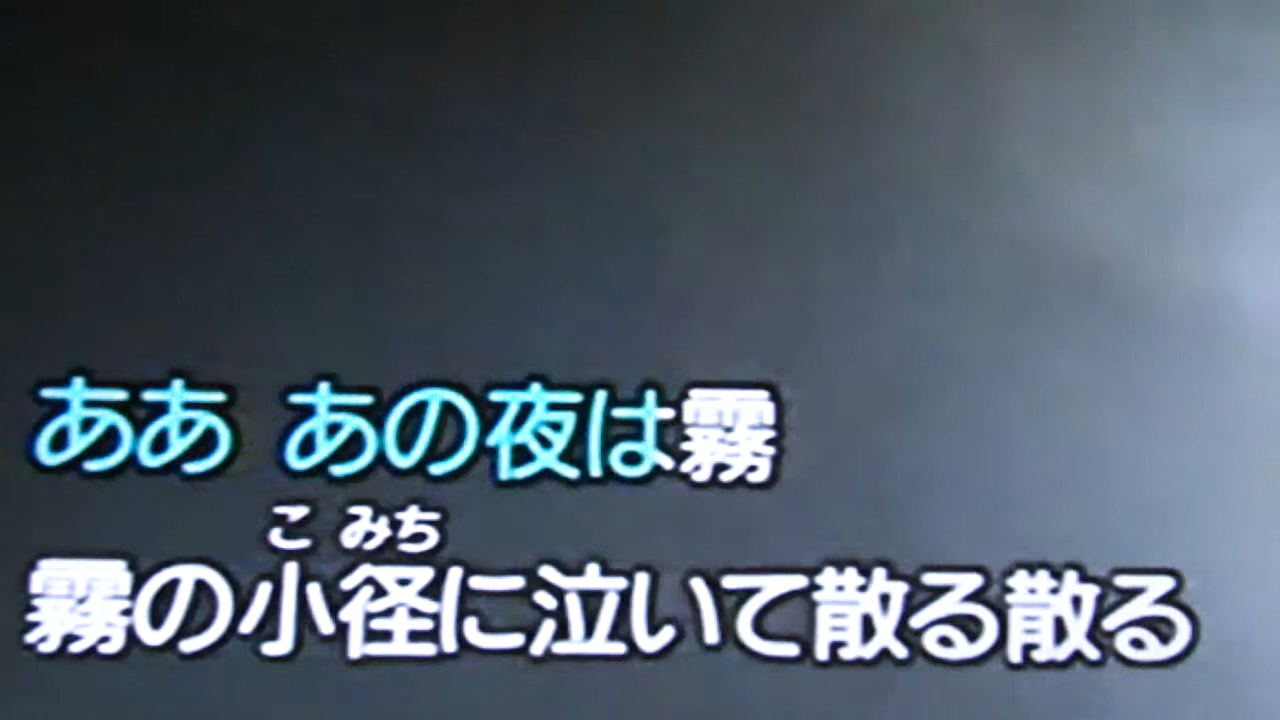 ああ あの夜は霧
こ みち
霧の小径に泣いて散る散る